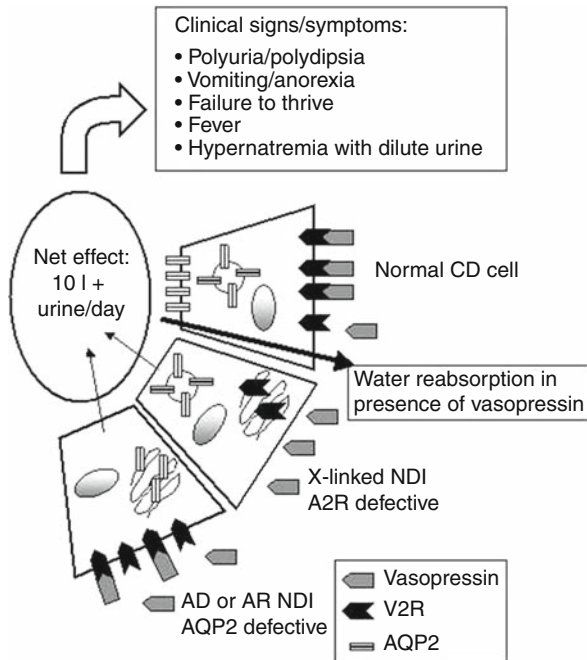 Clinical signs/symptoms:
• Polyuria/polydipsia
• Vomiting/anorexia
• Failure to thrive
• Fever
• Hypernatremia with dilute urine
Net effect:
10 l +
urine/day
Normal CD cell
Water reabsorption in
presence of vasopressin
X-linked NDI
A2R defective
AD or AR NDI
AQP2 defective
Vasopressin
V2R
AQP2